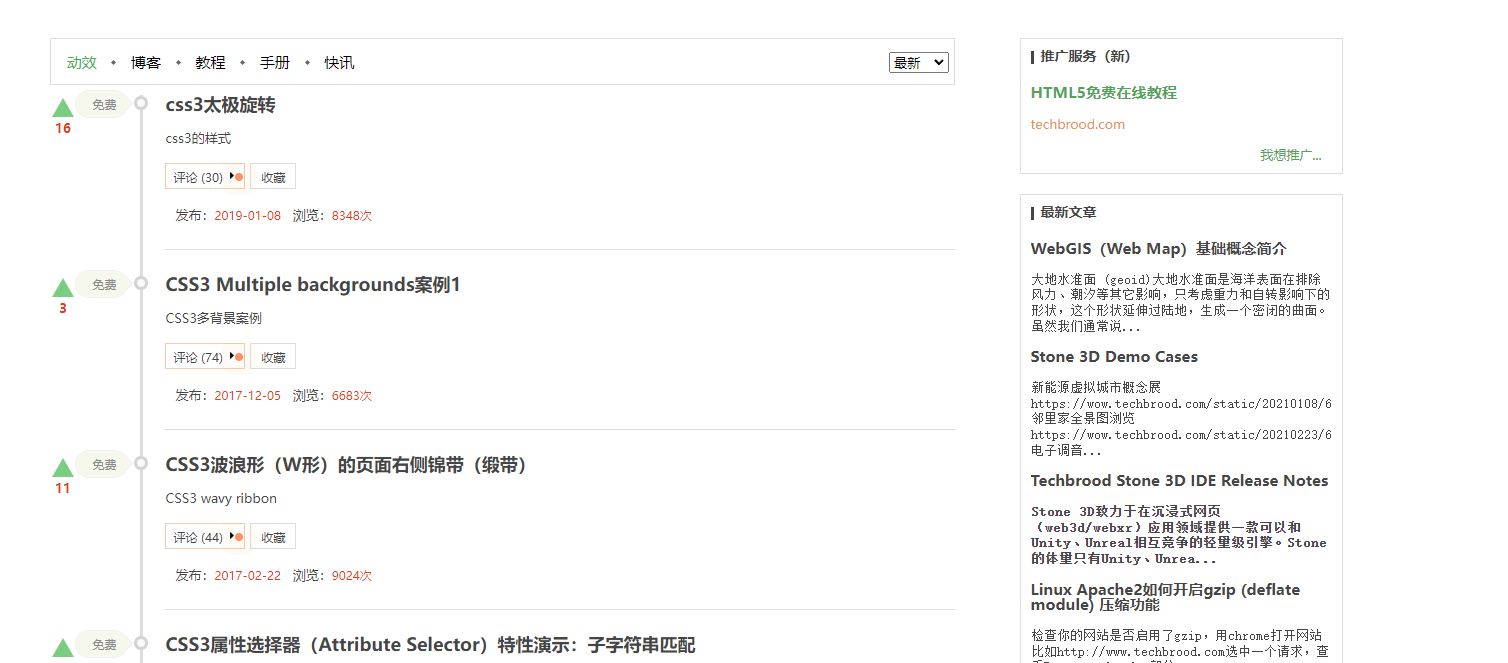 动效 • 博客 • 教程 • 手册 • 快讯
最新
免费
css3太极旋转
16
css3的样式
评论 (30)
收藏
发布：2019-01-08 浏览：8348次
免费
CSS3 Multiple backgrounds案例1
3
CSS3多背景案例
评论 (74)
收藏
发布：2017-12-05 浏览：6683次
免费
CSS3波浪形（W形）的页面右侧锦带（缎带）
11
CSS3 wavy ribbon
评论 (44)
收藏
发布：2017-02-22 浏览：9024次
免费
CSS3属性选择器（Attribute Selector）特性演示：子字符串匹配
推广服务（新）
HTML5免费在线教程
techbrood.com
我想推广...
最新文章
WebGIS（Web Map）基础概念简介
大地水准面 (geoid)大地水准面是海洋表面在排除
风力、潮汐等其它影响，只考虑重力和自转影响下的
形状，这个形状延伸过陆地，生成一个密闭的曲面。
虽然我们通常说...
Stone 3D Demo Cases
新能源虚拟城市概念展
https://wow.techbrood.com/static/20210108/6
邻里家全景图浏览
https://wow.techbrood.com/static/20210223/6
电子调音...
Techbrood Stone 3D IDE Release Notes
Stone 3D致力于在沉浸式网页
（web3d/webxr）应用领域提供一款可以和
Unity、Unreal相互竞争的轻量级引擎。Stone
的体量只有Unity、Unrea...
Linux Apache2如何开启gzip (deflate
module) 压缩功能
检查你的网站是否启用了gzip，用chrome打开网站
比如http://www.techbrood.com选中一个请求，查